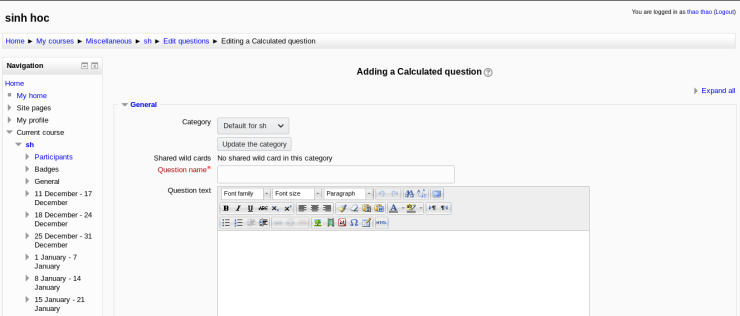 sinh hoc
You are logged in as thao thao (Logout)
Home ► My courses ► Miscellaneous ► sh ► Edit questions ► Editing a Calculated question
Navigation
Home
My home
Site pages
My profile
Current course
sh
Participants
Badges
General
11 December - 17
December
18 December - 24
December
25 December - 31
December
1 January - 7
January
8 January - 14
January
15 January - 21
January
Adding a Calculated question
Expand all
General
Category Default for sh
Update the category
Shared wild cards No shared wild card in this category
Question name*
Question text Font family Font size Paragraph
B I U ABC
HTML